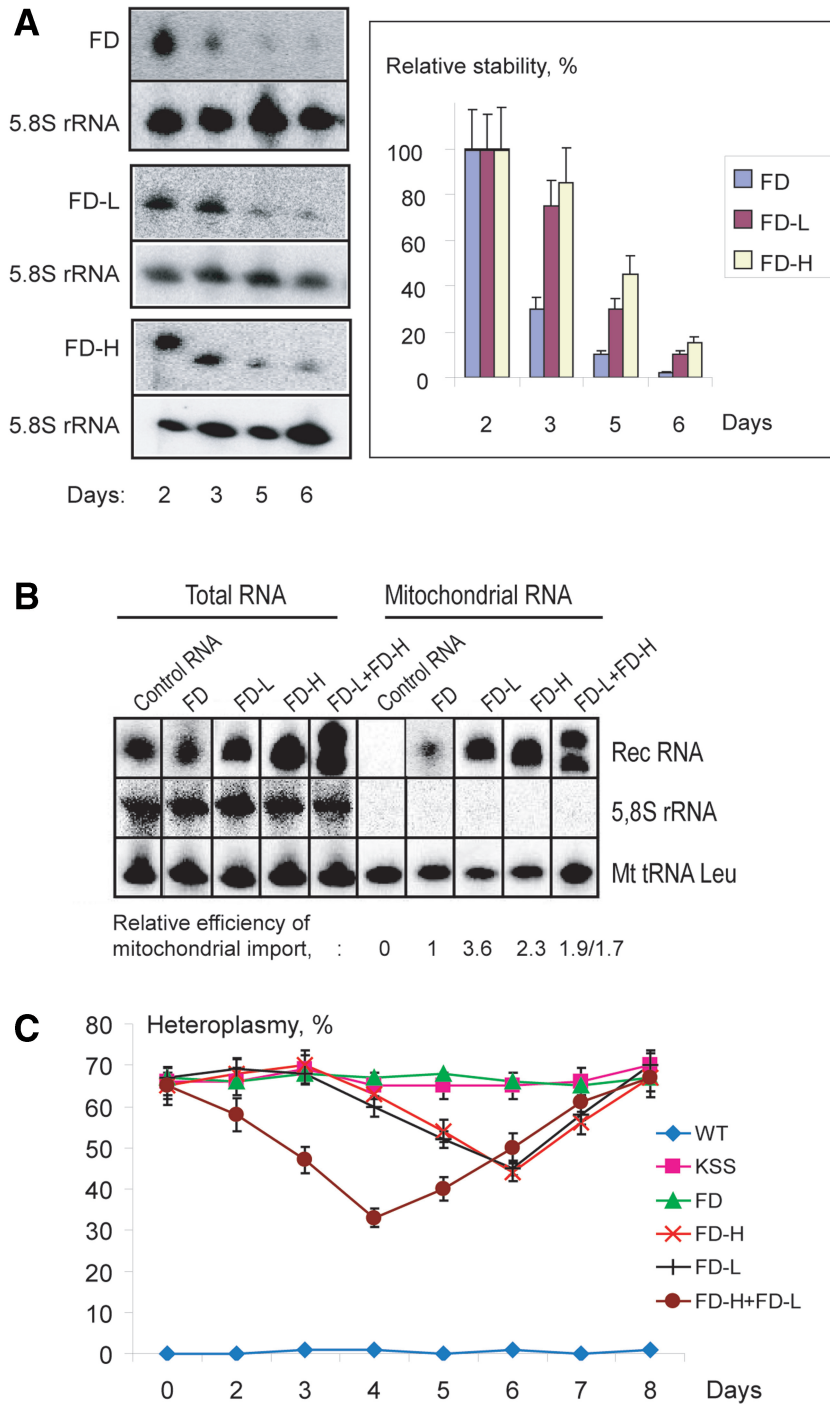 A
FD
5.8S rRNA
FD-L
5.8S rRNA
FD-H
5.8S rRNA
Days: 2 3 5 6
Relative stability, %
100
80
60
40
20
0
2 3 5 6 Days
FD
FD-L
FD-H
B
Total RNA Mitochondrial RNA
Control RNA FD FD-L FD-H FD-L+FD-H Control RNA FD FD-L FD-H FD-L+FD-H
Rec RNA
5,8S rRNA
Mt tRNA Leu
Relative efficiency of
mitochondrial import, : 0 1 3.6 2.3 1.9/1.7
C
Heteroplasmy, %
80
70
60
50
40
30
20
10
0
0 2 3 4 5 6 7 8 Days
WT
KSS
FD
FD-H
FD-L
FD-H+FD-L